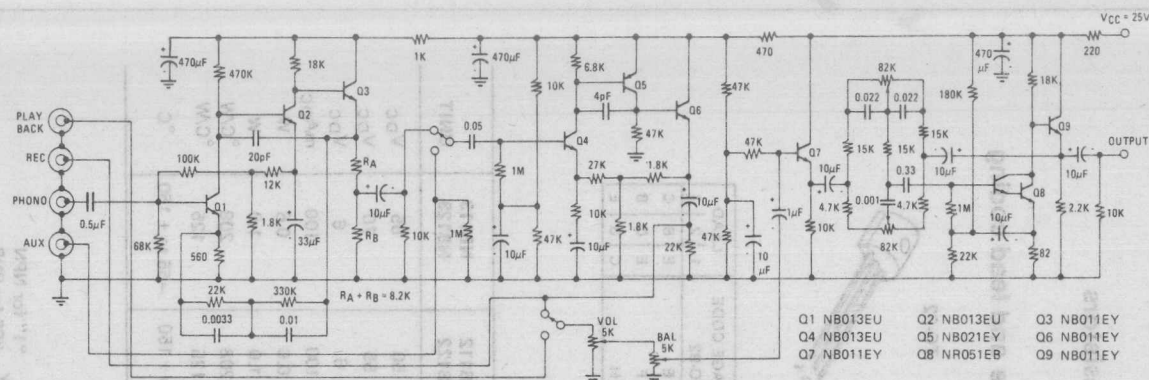 VCC = 25V
470µF
470K
18K
1K
470µF
10K
6.8K
4pF
Q5
Q6
47K
470
47K
82K
0.022
0.022
470
µF
180K
18K
220
Q9
Q3
Q2
PLAY
BACK
REC
PHONO
AUX
0.5µF
100K
20pF
12K
RA
10µF
RB
10K
0.05
Q4
1M
27K
1.8K
47K
Q7
10µF
15K
15K
15K
10µF
0.33
Q8
10µF
OUTPUT
Q1
68K
560
1.8K
33µF
1M
10µF
47K
10K
10µF
1.8K
10µF
22K
47K
10
µF
1µF
10K
4.7K
0.001
4.7K
82K
1M
22K
10µF
82
2.2K
10K
22K
330K
0.0033
0.01
RA + RB = 8.2K
VOL
5K
BAL
5K
Q1 NB013EU Q2 NB013EU Q3 NB011EY
Q4 NB013EU Q5 NB021EY Q6 NB011EY
Q7 NB011EY Q8 NR051EB Q9 NB011EY